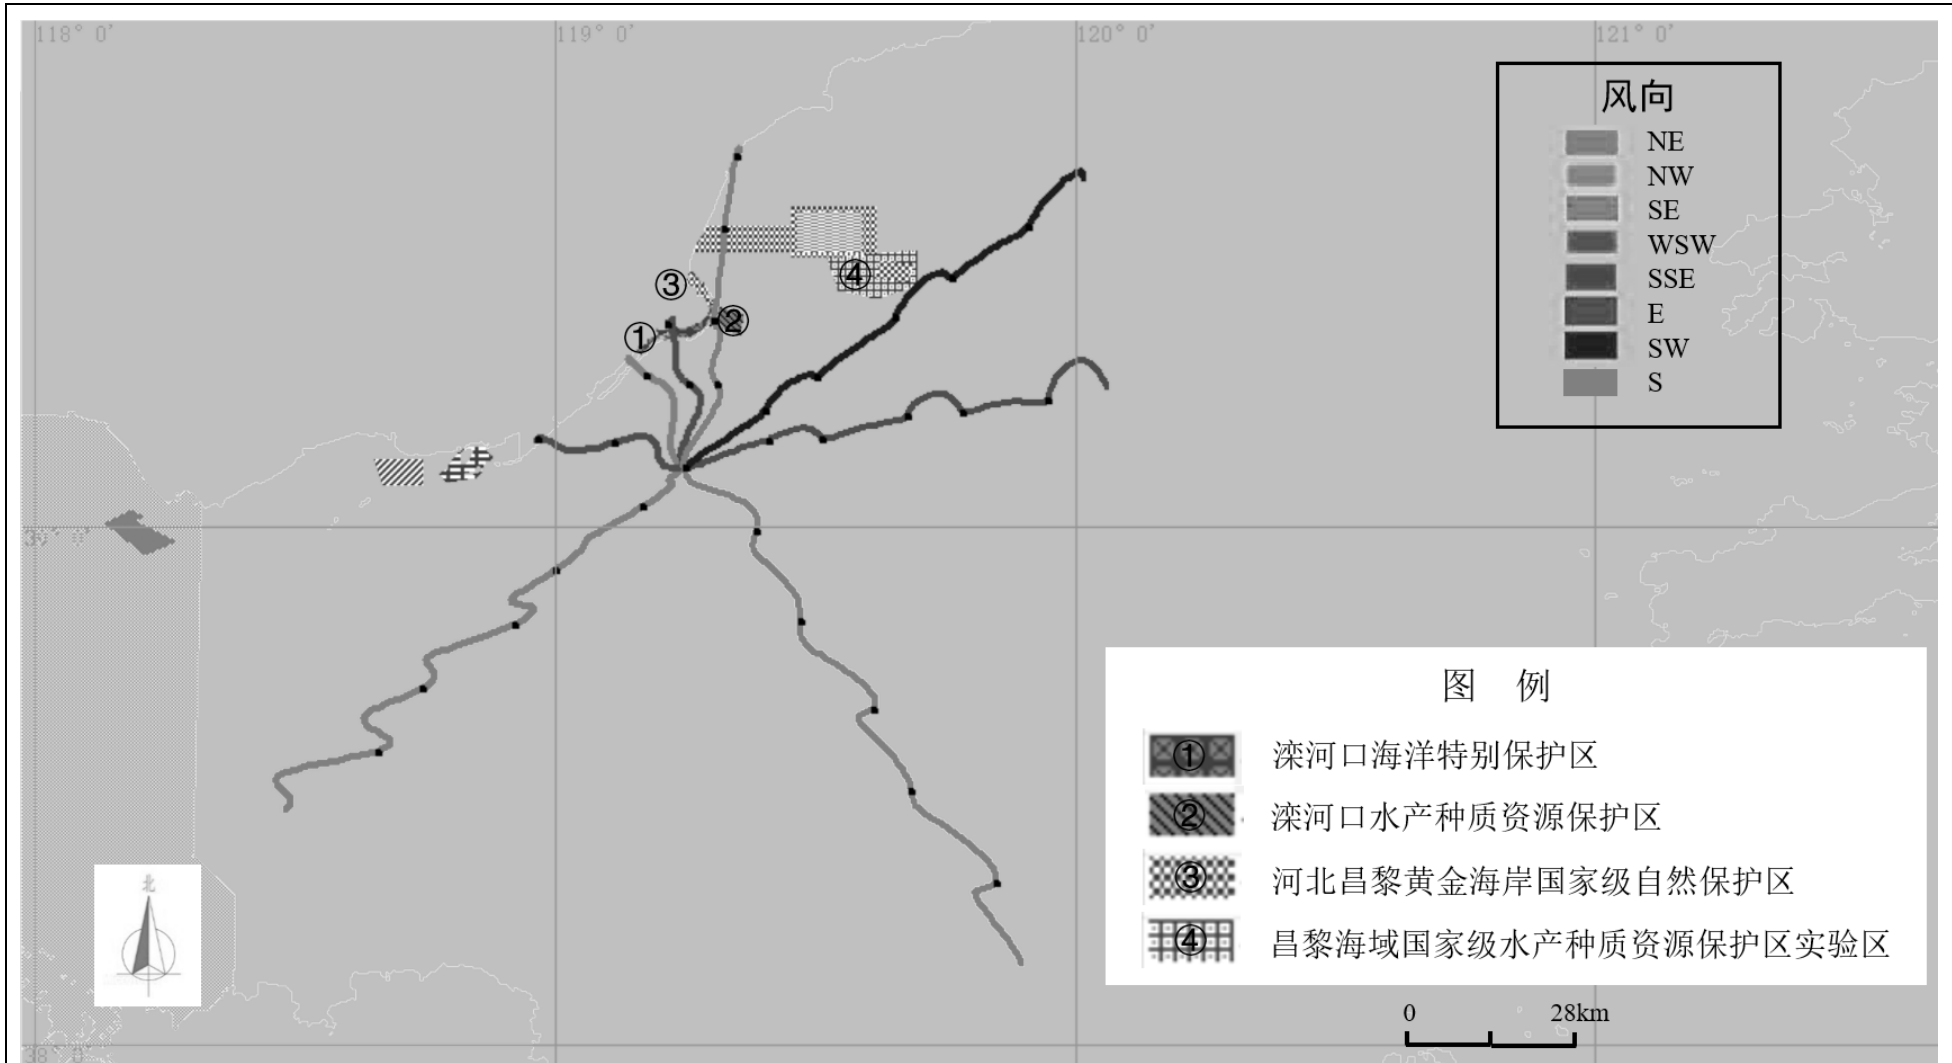 118° 0'
119° 0'
120° 0'
121° 0'
风向
NE
NW
SE
WSW
SSE
E
SW
S
③
④
②
①
39° 0'
图 例
① 滦河口海洋特别保护区
② 滦河口水产种质资源保护区
③ 河北昌黎黄金海岸国家级自然保护区
④ 昌黎海域国家级水产种质资源保护区实验区
北
0 28km
38° 0'